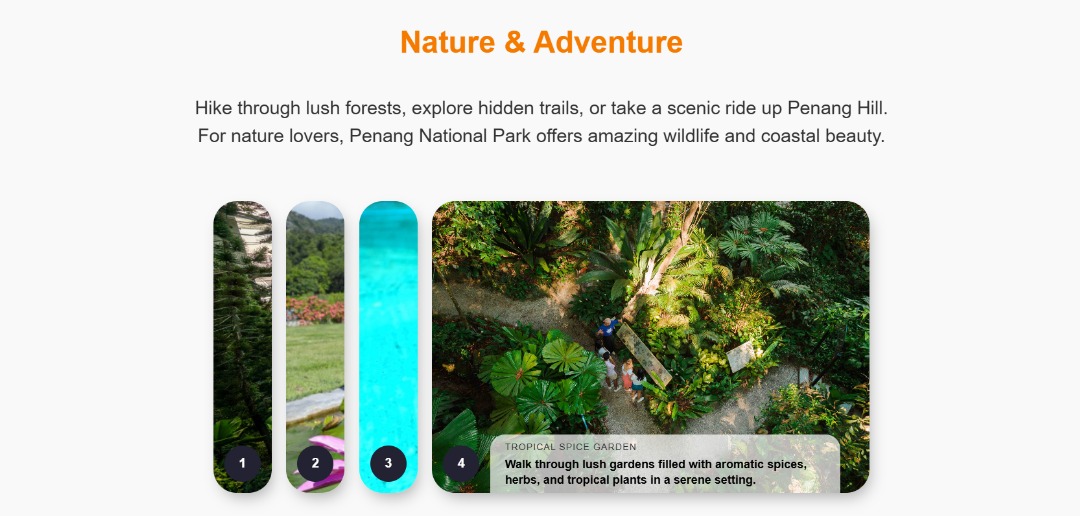 Nature & Adventure
Hike through lush forests, explore hidden trails, or take a scenic ride up Penang Hill.
For nature lovers, Penang National Park offers amazing wildlife and coastal beauty.
1
2
3
4
TROPICAL SPICE GARDEN
Walk through lush gardens filled with aromatic spices,
herbs, and tropical plants in a serene setting.